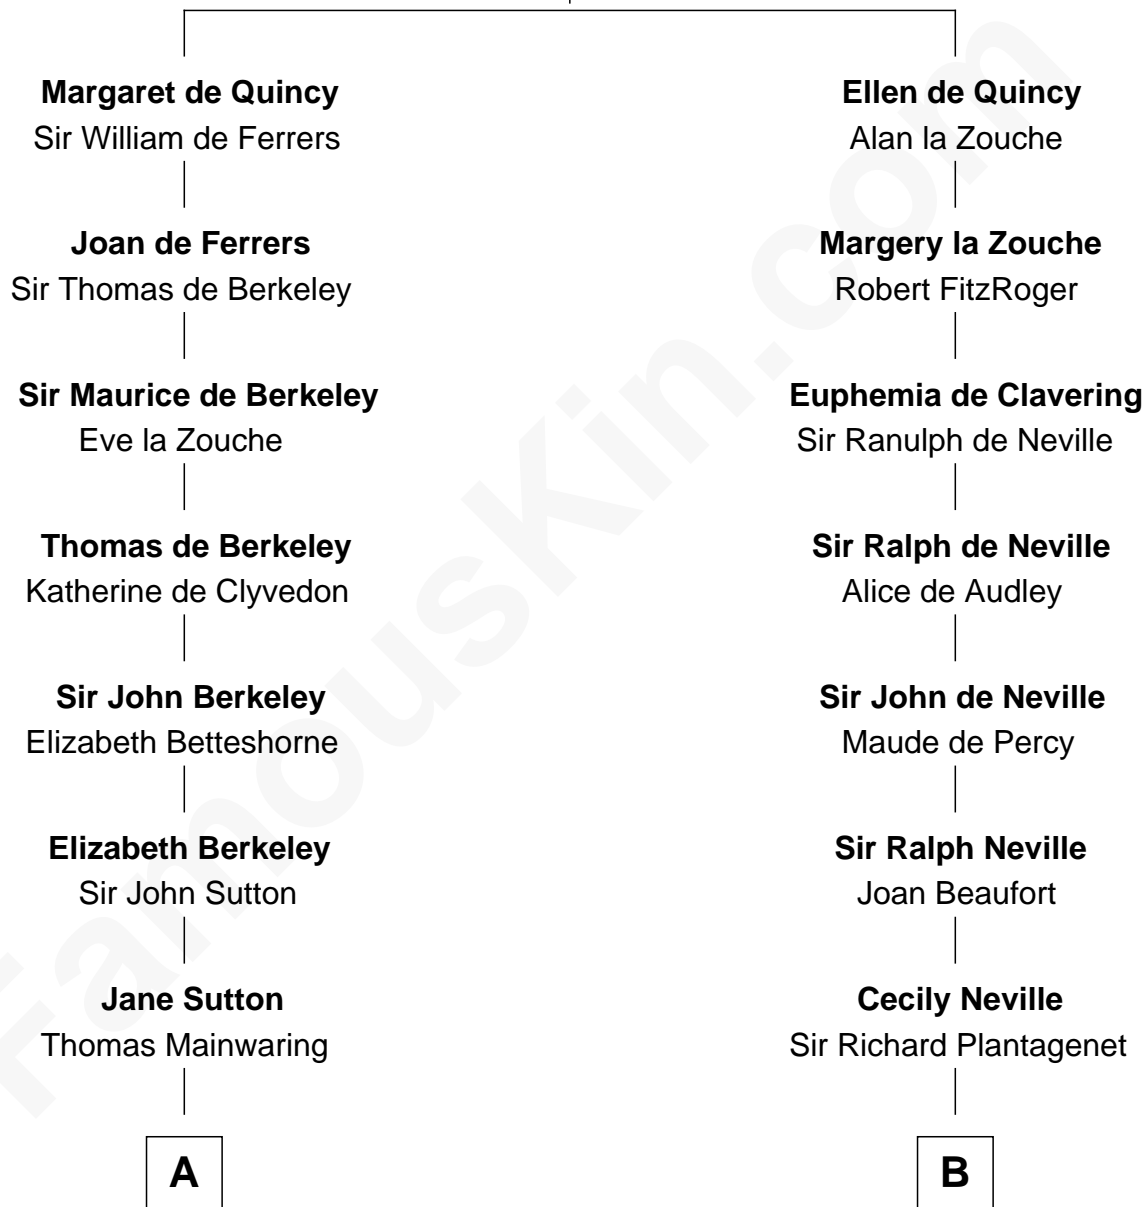 Margaret de Quincy
Sir William de Ferrers
Joan de Ferrers
Sir Thomas de Berkeley
Sir Maurice de Berkeley
Eve la Zouche
Thomas de Berkeley
Katherine de Clyvedon
Sir John Berkeley
Elizabeth Betteshorne
Elizabeth Berkeley
Sir John Sutton
Jane Sutton
Thomas Mainwaring
A
Ellen de Quincy
Alan la Zouche
Margery la Zouche
Robert FitzRoger
Euphemia de Clavering
Sir Ranulph de Neville
Sir Ralph de Neville
Alice de Audley
Sir John de Neville
Maude de Percy
Sir Ralph Neville
Joan Beaufort
Cecily Neville
Sir Richard Plantagenet
B
FamousKin.com